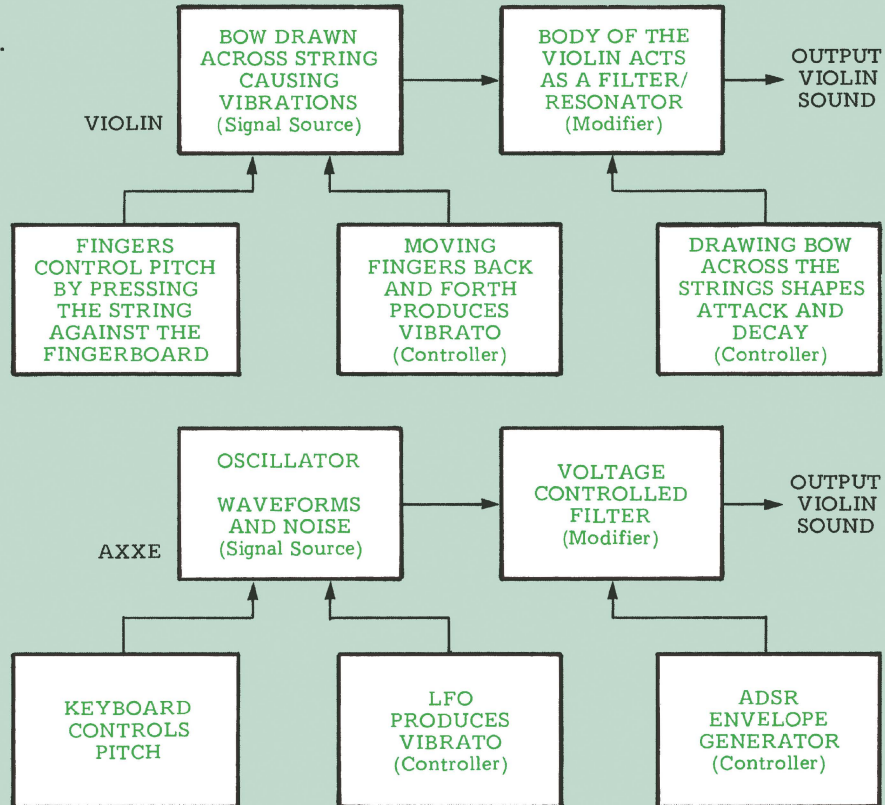 BOW DRAWN
ACROSS STRING
CAUSING
VIBRATIONS
(Signal Source)
BODY OF THE
VIOLIN ACTS
AS A FILTER/
RESONATOR
(Modifier)
OUTPUT
VIOLIN
SOUND
VIOLIN
FINGERS
CONTROL PITCH
BY PRESSING
THE STRING
AGAINST THE
FINGERBOARD
MOVING
FINGERS BACK
AND FORTH
PRODUCES
VIBRATO
(Controller)
DRAWING BOW
ACROSS THE
STRINGS SHAPES
ATTACK AND
DECAY
(Controller)
OSCILLATOR
WAVEFORMS
AND NOISE
(Signal Source)
VOLTAGE
CONTROLLED
FILTER
(Modifier)
OUTPUT
VIOLIN
SOUND
AXXE
KEYBOARD
CONTROLS
PITCH
LFO
PRODUCES
VIBRATO
(Controller)
ADSR
ENVELOPE
GENERATOR
(Controller)